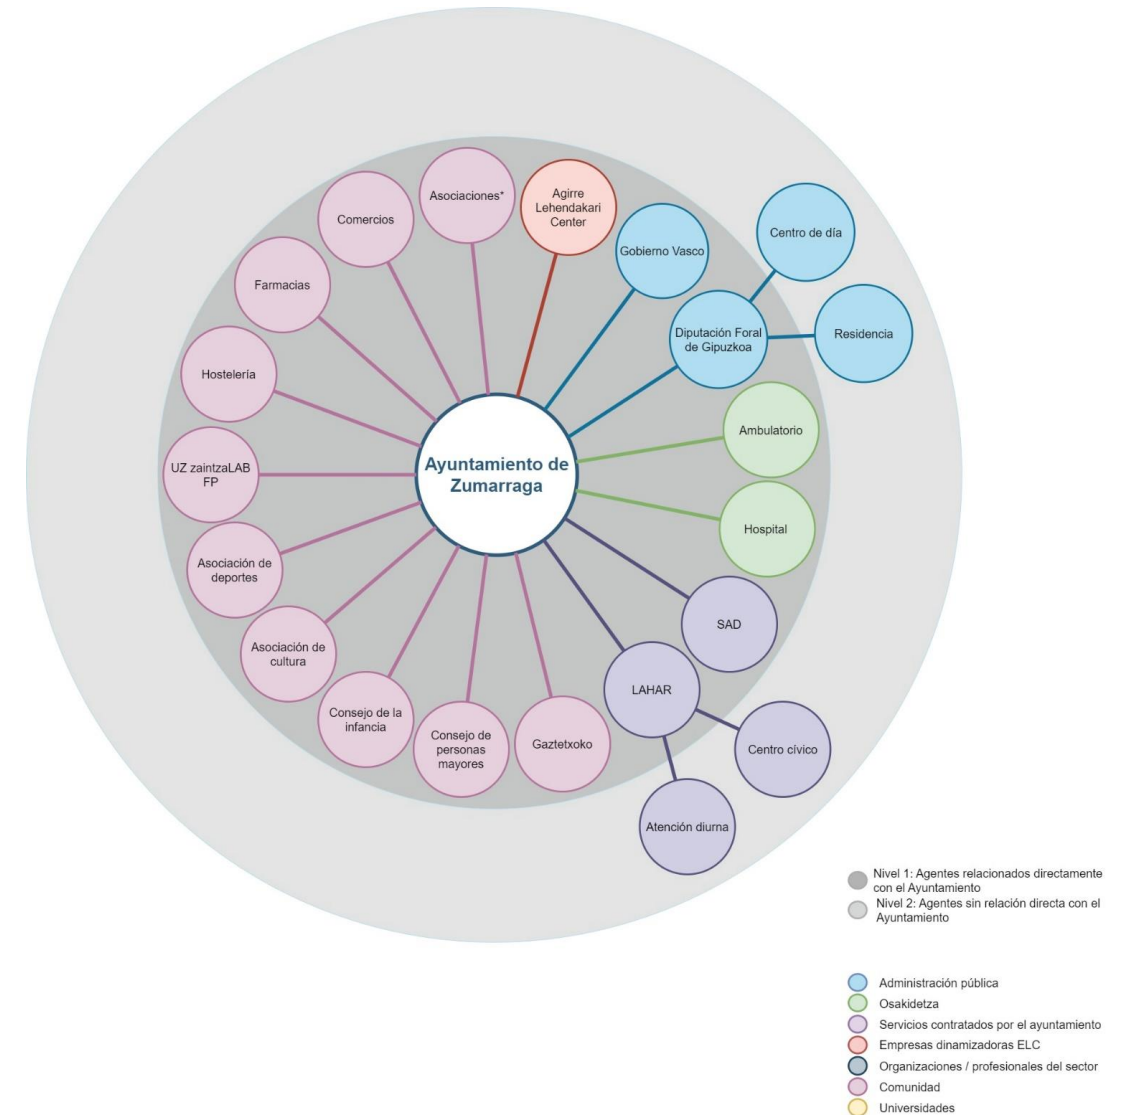 Asociaciones*
Agirre
Lehendakari
Center
Comercios
Gobierno Vasco
Centro de día
Farmacias
Diputación Foral
de Gipuzkoa
Residencia
Hostelería
Ambulatorio
Ayuntamiento de
Zumarraga
UZ zaintzaLAB
FP
Hospital
Asociación de
deportes
SAD
Asociación de
cultura
LAHAR
Consejo de la
infancia
Consejo de
personas
mayores
Gaztetxoko
Centro cívico
Atención diurna
Nivel 1: Agentes relacionados directamente
con el Ayuntamiento
Nivel 2: Agentes sin relación directa con el
Ayuntamiento
Administración pública
Osakidetza
Servicios contratados por el ayuntamiento
Empresas dinamizadoras ELC
Organizaciones / profesionales del sector
Comunidad
Universidades